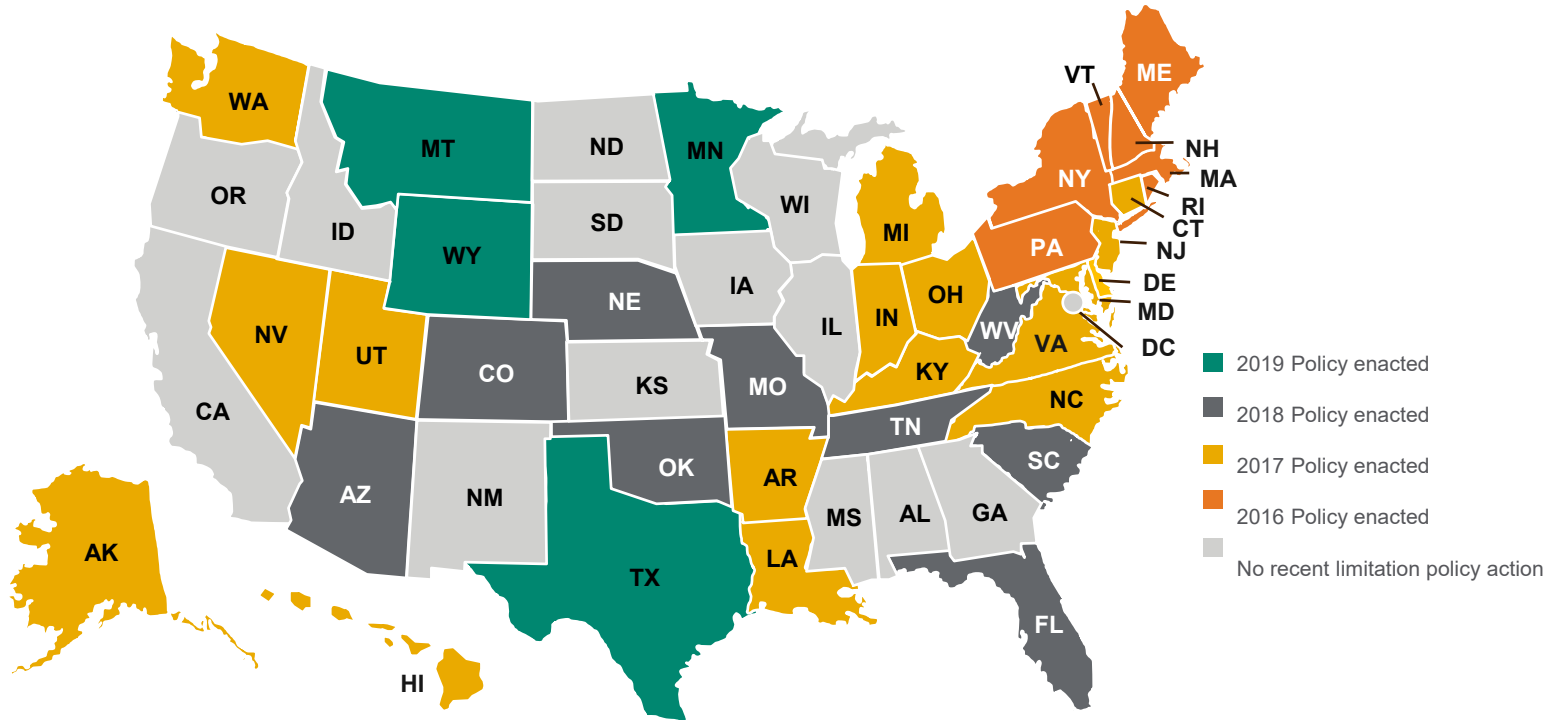 VT
ME
WA
MT
ND
MN
NH
MA
OR
NY
RI
WI
CT
ID
SD
MI
NJ
PA
WY
DE
IA
OH
NE
MD
IN
IL
WV
NV
VA
DC
UT
2019 Policy enacted
CO
KY
KS
MO
NC
CA
2018 Policy enacted
TN
SC
OK
2017 Policy enacted
AR
AZ
NM
MS
AL
GA
2016 Policy enacted
AK
LA
No recent limitation policy action
TX
FL
HI